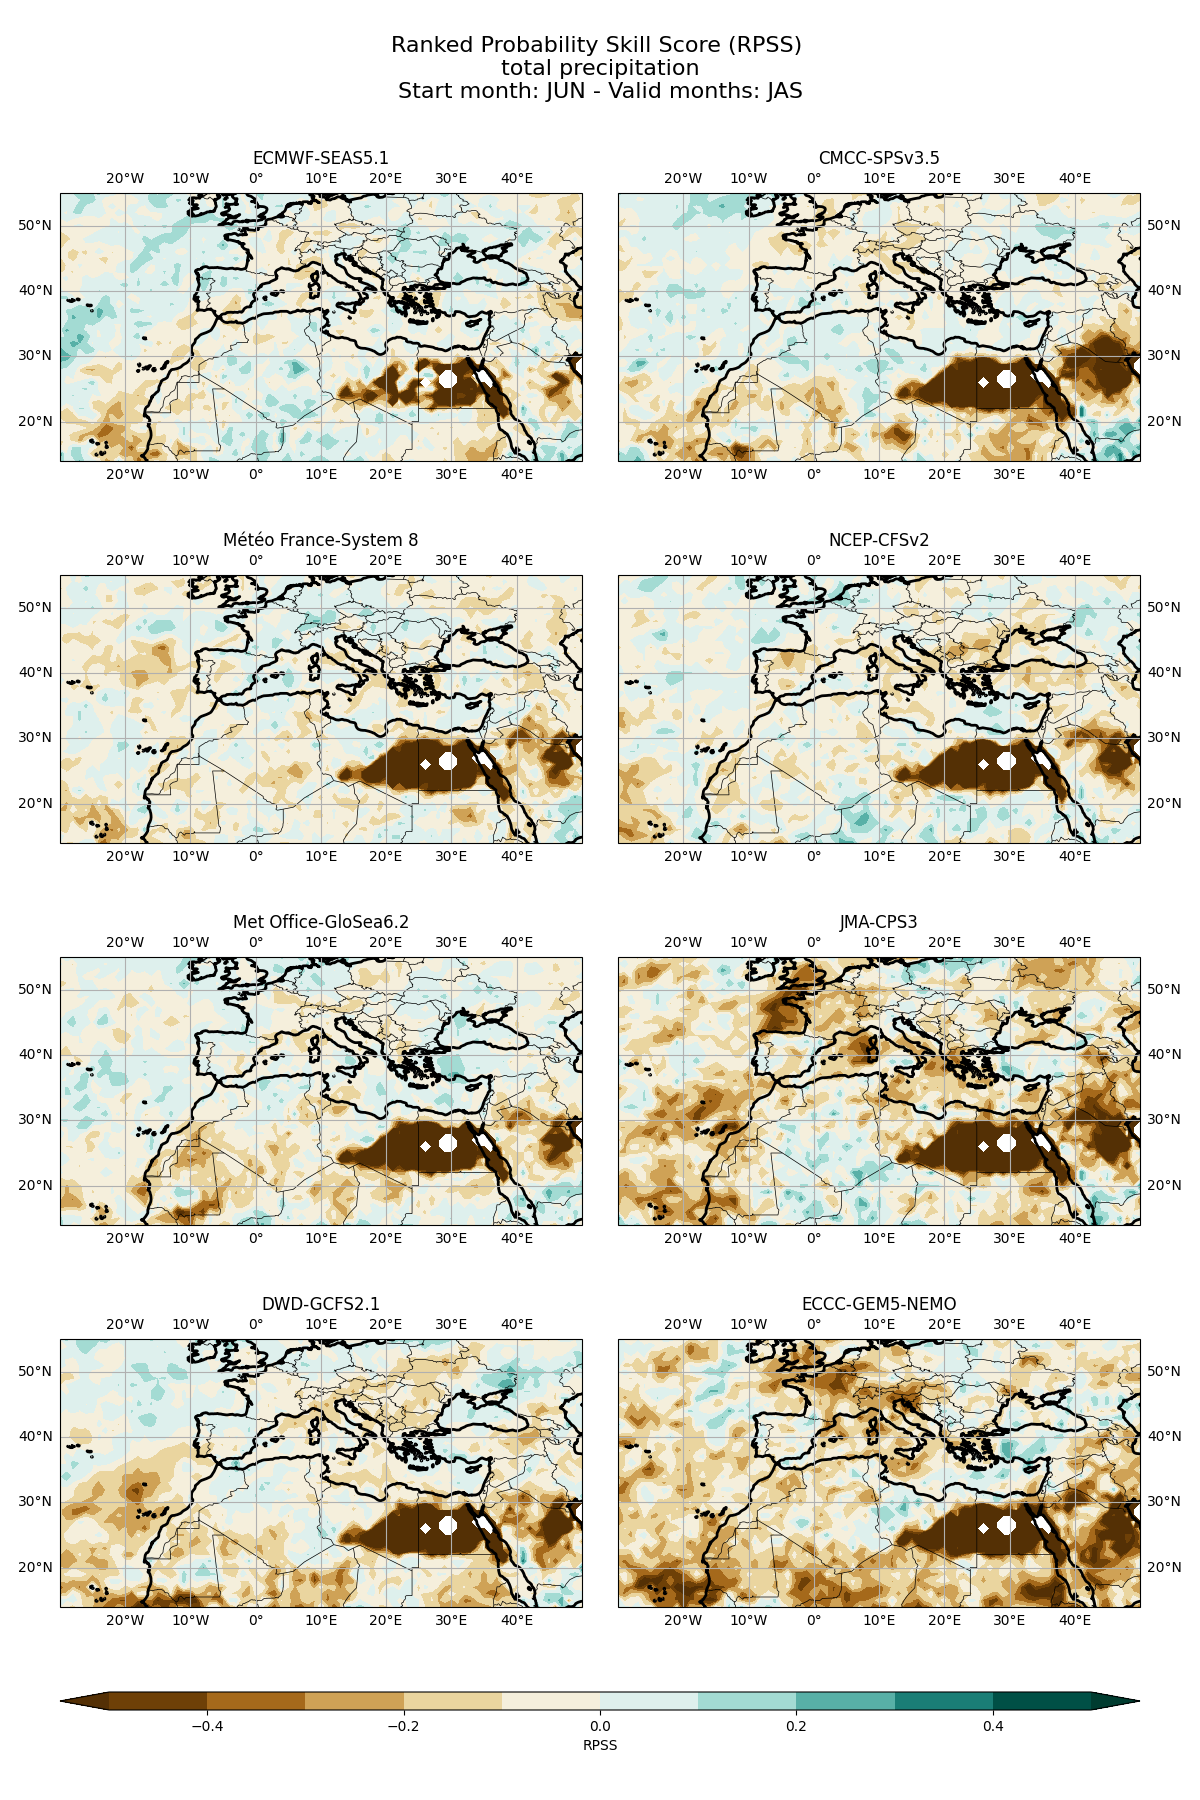 Ranked Probability Skill Score (RPSS)
total precipitation
Start month: JUN - Valid months: JAS
ECMWF-SEAS5.1
CMCC-SPSv3.5
20°W 10°W 0° 10°E 20°E 30°E 40°E
20°W 10°W 0° 10°E 20°E 30°E 40°E
50°N 50°N
40°N 40°N
30°N 30°N
20°N 20°N
20°W 10°W 0° 10°E 20°E 30°E 40°E
20°W 10°W 0° 10°E 20°E 30°E 40°E
Météo France-System 8
NCEP-CFSv2
20°W 10°W 0° 10°E 20°E 30°E 40°E
20°W 10°W 0° 10°E 20°E 30°E 40°E
50°N 50°N
40°N 40°N
30°N 30°N
20°N 20°N
20°W 10°W 0° 10°E 20°E 30°E 40°E
20°W 10°W 0° 10°E 20°E 30°E 40°E
Met Office-GloSea6.2
JMA-CPS3
20°W 10°W 0° 10°E 20°E 30°E 40°E
20°W 10°W 0° 10°E 20°E 30°E 40°E
50°N 50°N
40°N 40°N
30°N 30°N
20°N 20°N
20°W 10°W 0° 10°E 20°E 30°E 40°E
20°W 10°W 0° 10°E 20°E 30°E 40°E
DWD-GCFS2.1
ECCC-GEM5-NEMO
20°W 10°W 0° 10°E 20°E 30°E 40°E
20°W 10°W 0° 10°E 20°E 30°E 40°E
50°N 50°N
40°N 40°N
30°N 30°N
20°N 20°N
20°W 10°W 0° 10°E 20°E 30°E 40°E
20°W 10°W 0° 10°E 20°E 30°E 40°E
−0.4 −0.2 0.0 0.2 0.4
RPSS